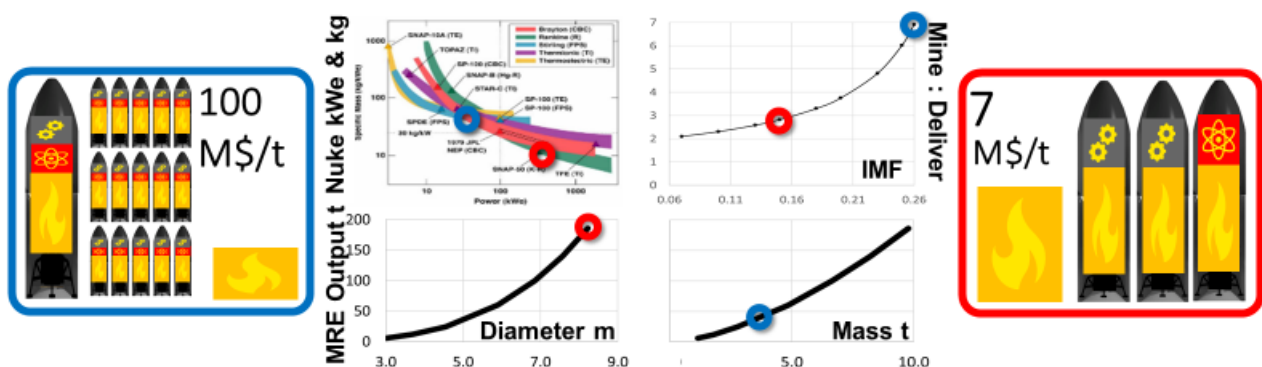 100
M$/t
Nuke kWe & kg
Specific Mass (kg/kWe)
1000
100
10
SNAP-10A (TE)
TOPAZ (TI)
SP-100 (CBC)
SNAP-8 (Hg-R)
STAR-C (TI)
SPDE (FPS)
30 kg/kW
SP-100 (TE)
SP-100 (FPS)
1979 JPL
NEP (CBC)
TFE (TI)
Brayton (CBC)
Rankine (R)
Stirling (FPS)
Thermionic (TI)
Thermoelectric (TE)
10
100
1000
Power (kWe)
7
6
5
4
3
2
1
0
0.06
0.11
0.16
0.21
0.26
IMF
Mine : Deliver
MRE Output t
200
150
100
50
0
3.0
5.0
7.0
9.0
Diameter m
5.0
10.0
Mass t
7
M$/t